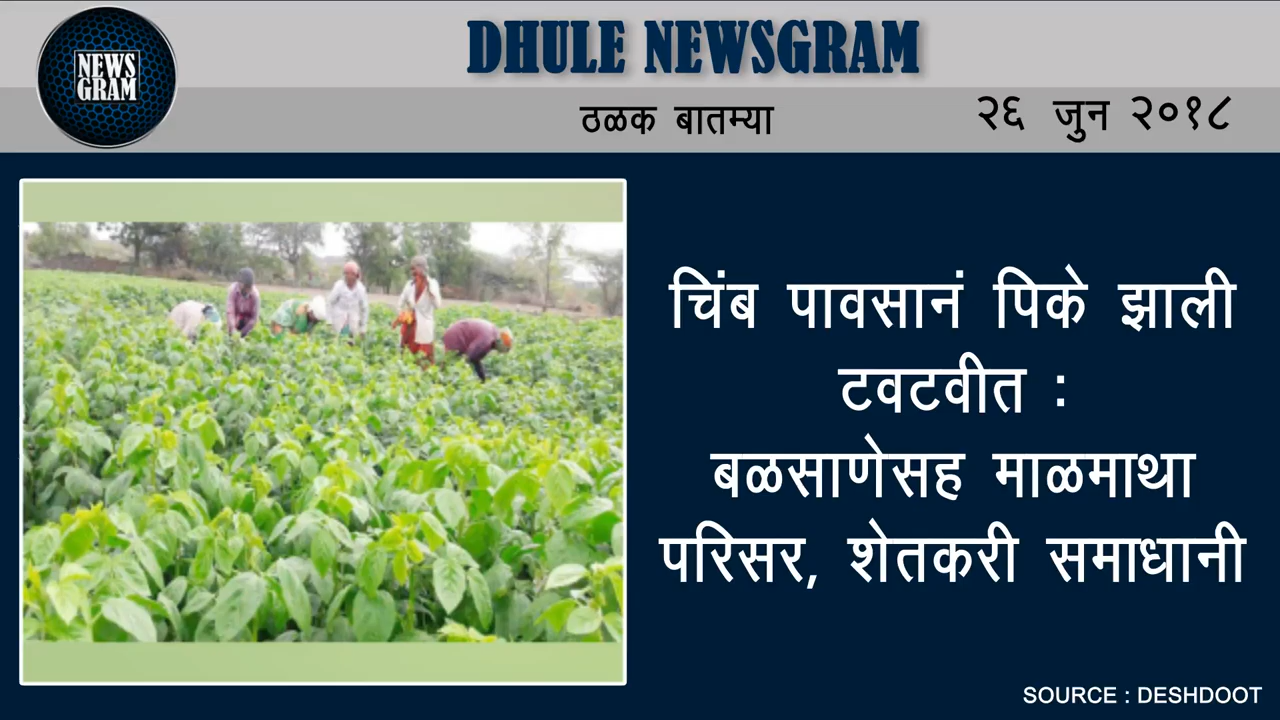 NEWS
GRAM
DHULE NEWSGRAM
ठळक बातम्या
२६ जुन २०१८
चिंब पावसानं पिके झाली
टवटवीत :
बळसाणेसह माळमाथा
परिसर, शेतकरी समाधानी
SOURCE : DESHDOOT